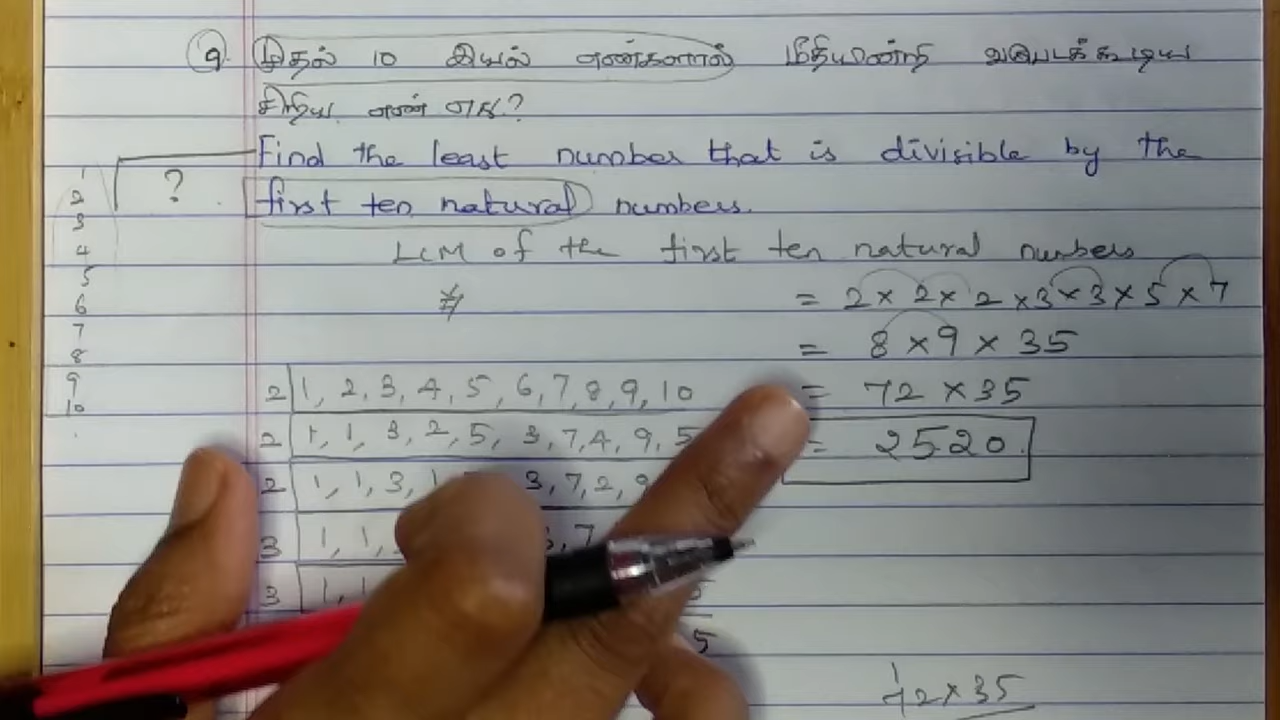 9. முதல் 10 இயல் எண்களால் மீதியின்றி வகுபடக்கூடிய
சிறிய எண் எது?
Find the least number that is divisible by the
first ten natural numbers.
?
1
2
3
4
5
6
7
8
9
10
LCM of the first ten natural numbers
= 2 × 2 × 2 × 3 × 3 × 5 × 7
= 8 × 9 × 35
= 72 × 35
= 2520
2 | 1, 2, 3, 4, 5, 6, 7, 8, 9, 10
2 | 1, 1, 3, 2, 5, 3, 7, 4, 9, 5
2 | 1, 1, 3, 1, 3, 7, 2, 9
3 | 1, 1, 7
3 | 1, 1
5
1
72 × 35